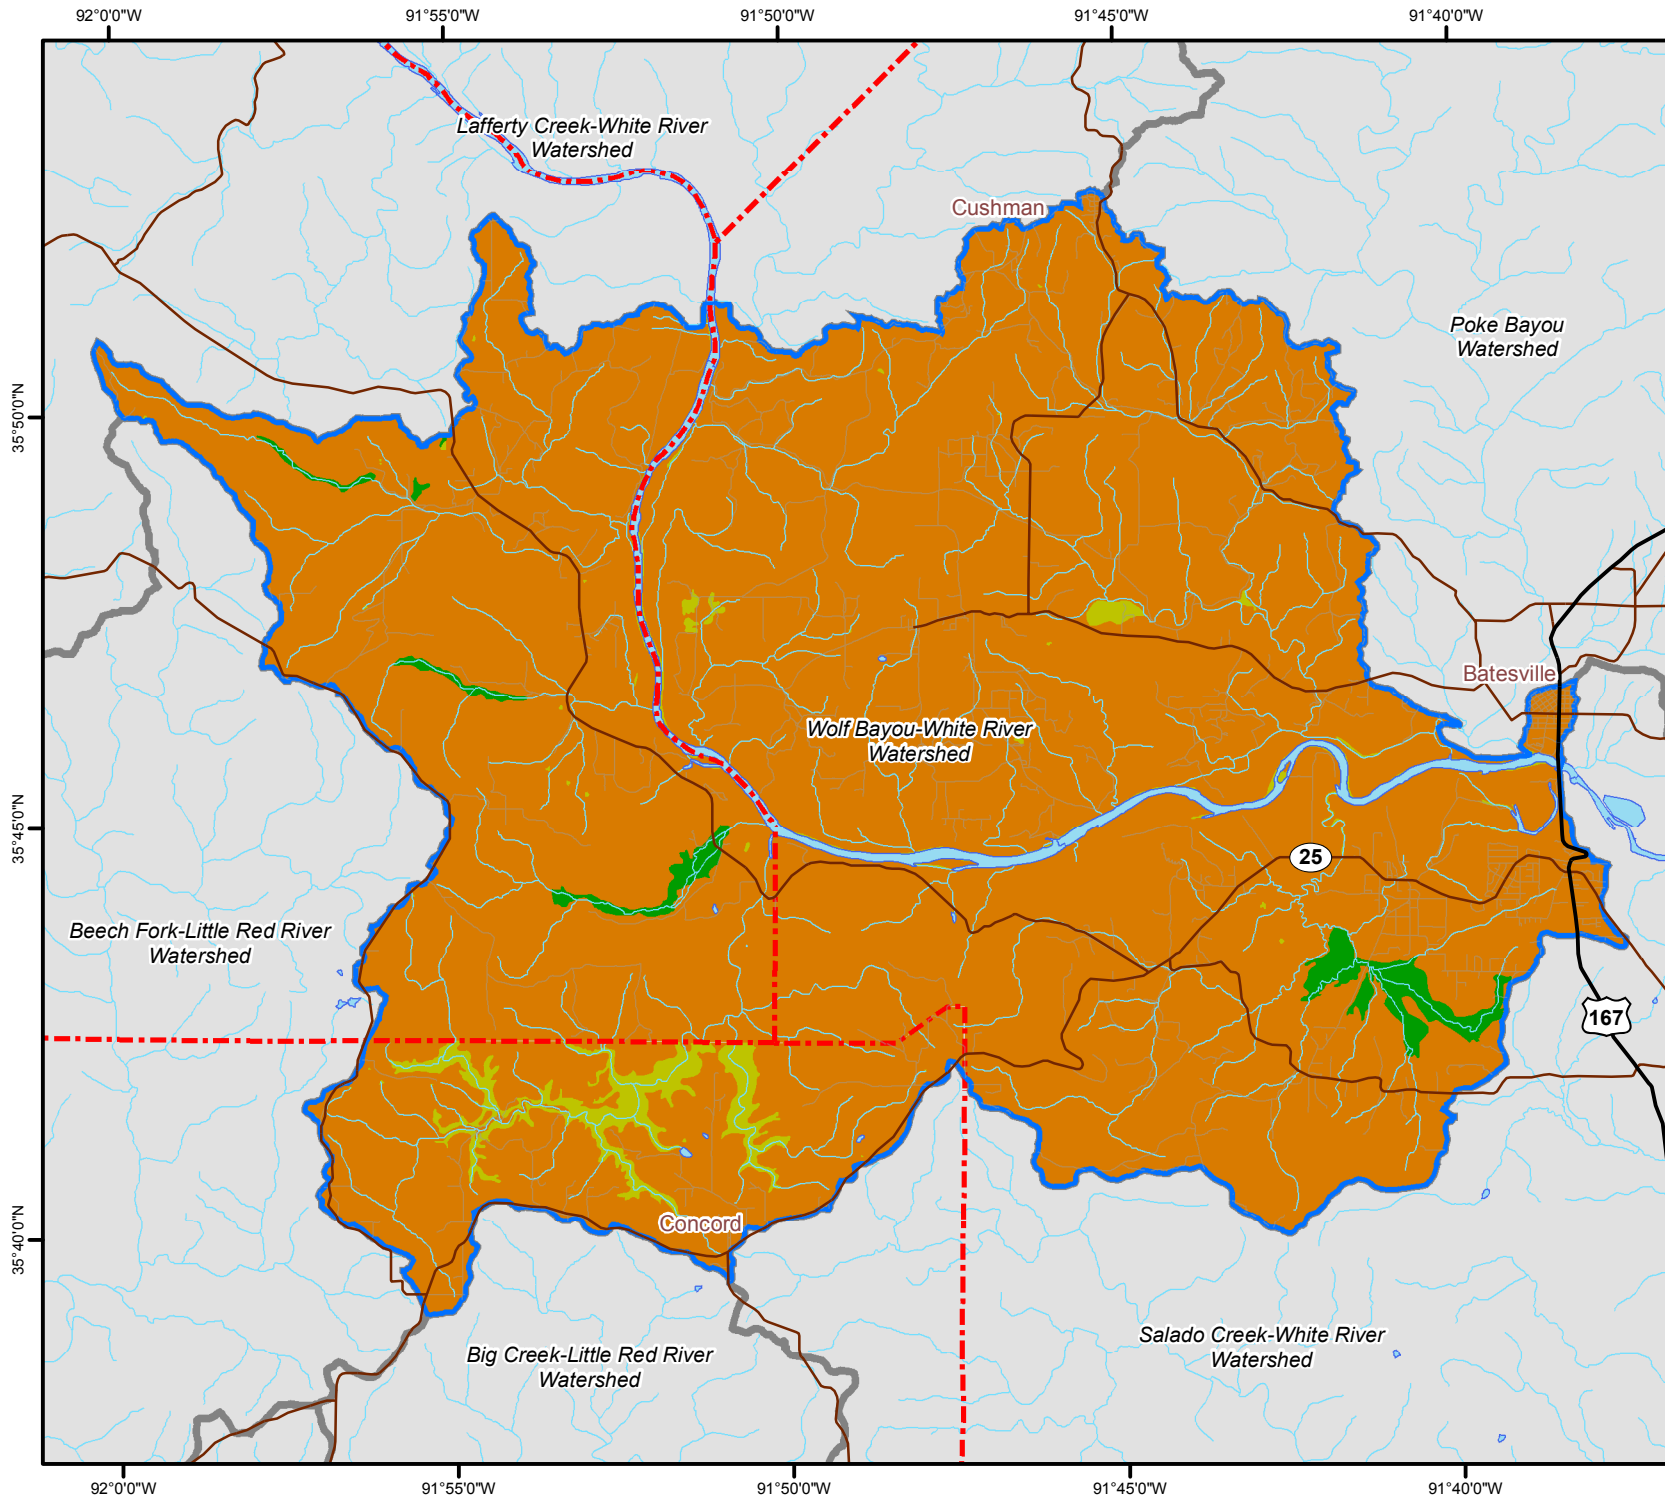 92°0'0"W
91°55'0"W
91°50'0"W
91°45'0"W
91°40'0"W
Lafferty Creek-White River
Watershed
Cushman
Poke Bayou
Watershed
35°50'0"N
Batesville
Wolf Bayou-White River
Watershed
35°45'0"N
25
Beech Fork-Little Red River
Watershed
167
Concord
35°40'0"N
Salado Creek-White River
Watershed
Big Creek-Little Red River
Watershed
92°0'0"W
91°55'0"W
91°50'0"W
91°45'0"W
91°40'0"W